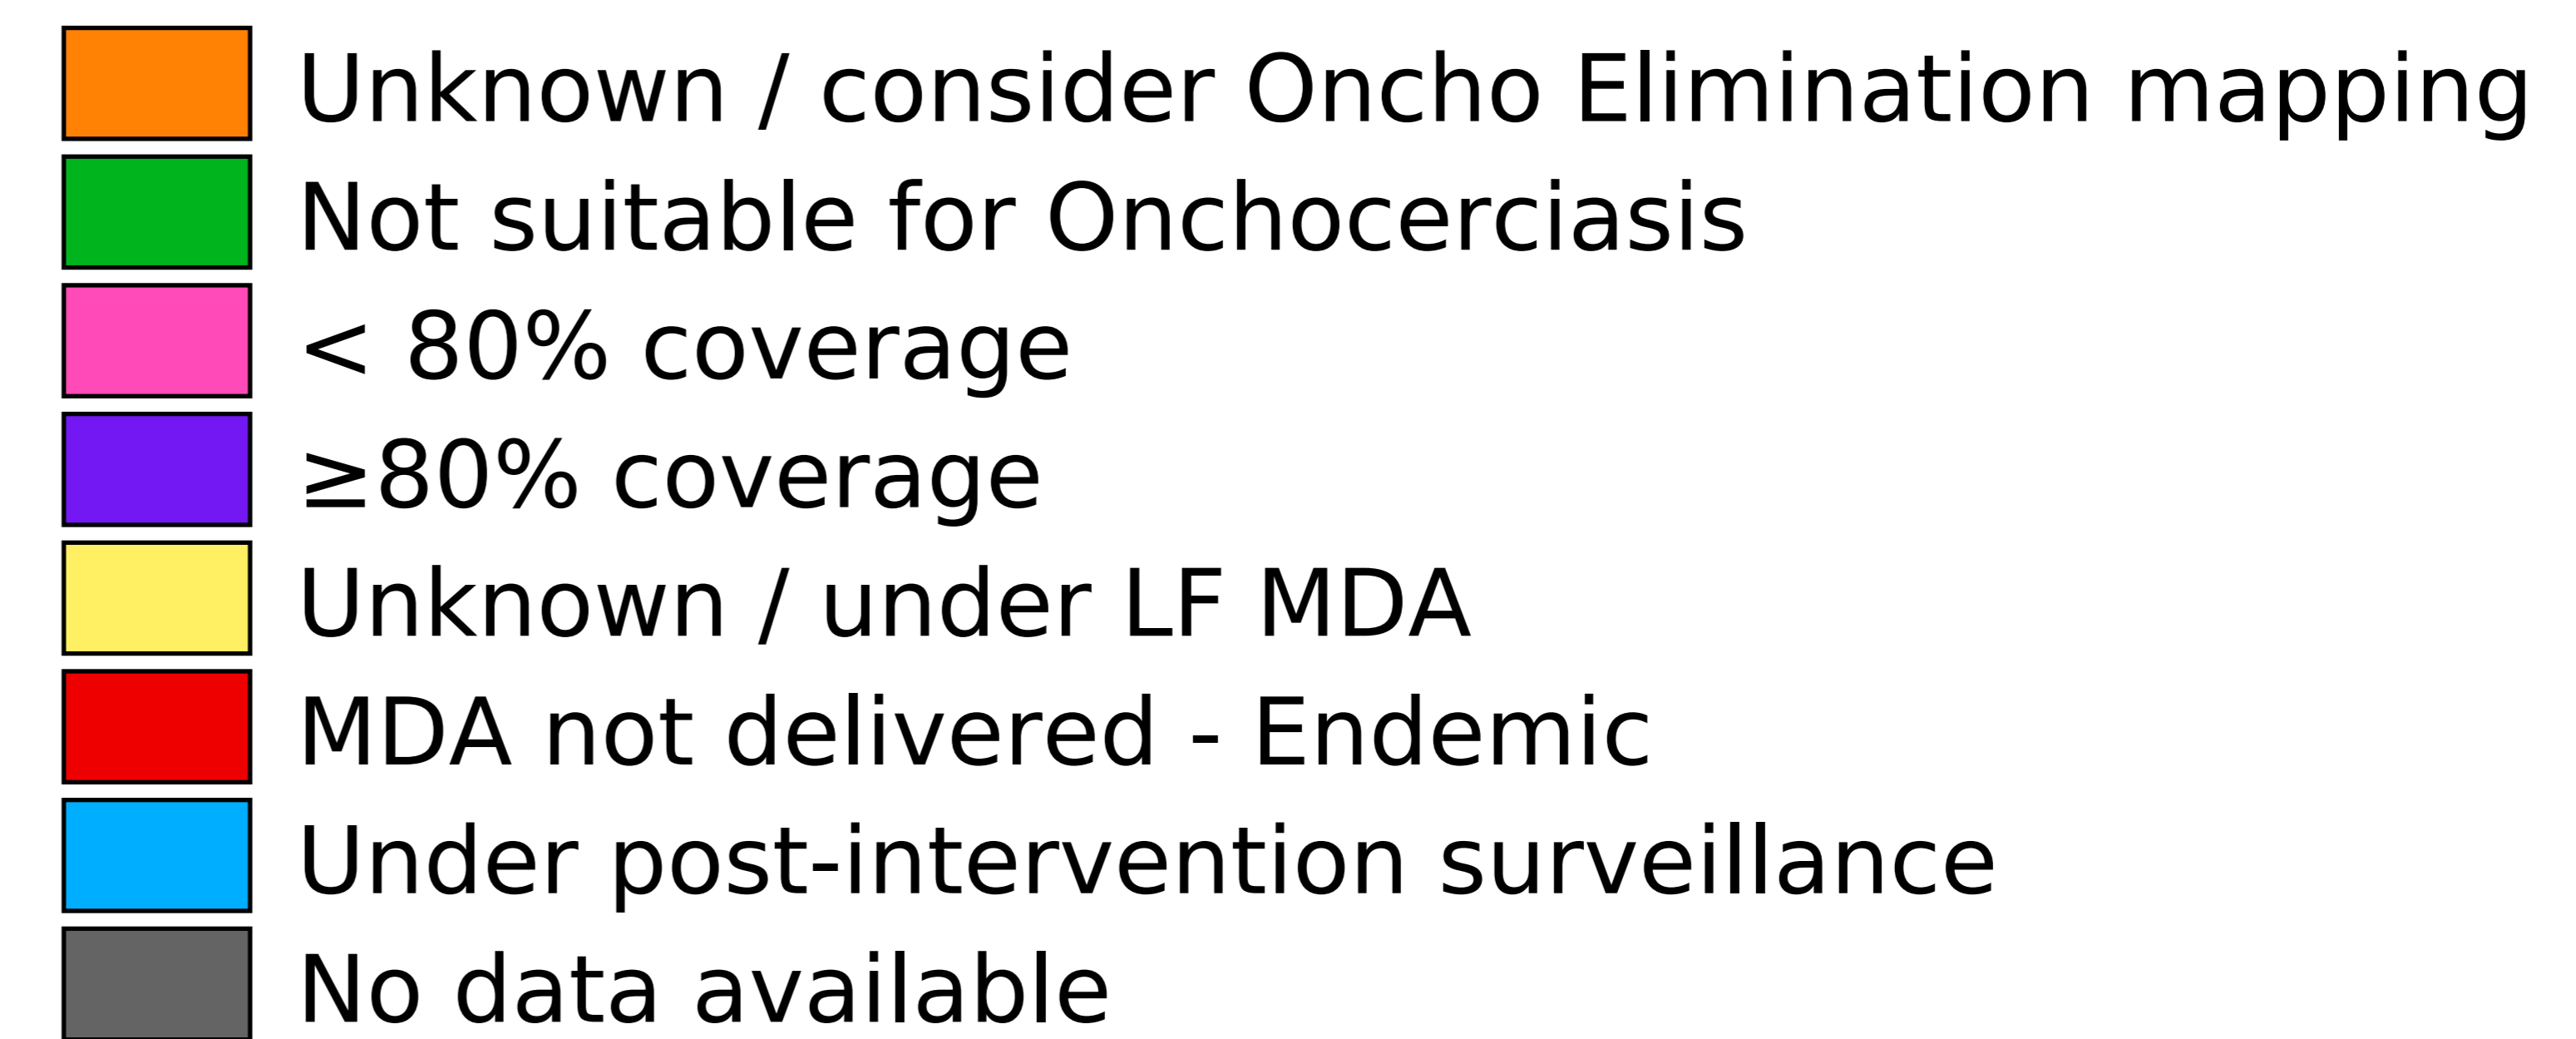 Unknown / consider Oncho Elimination mapping
Not suitable for Onchocerciasis
< 80% coverage
≥80% coverage
Unknown / under LF MDA
MDA not delivered - Endemic
Under post-intervention surveillance
No data available